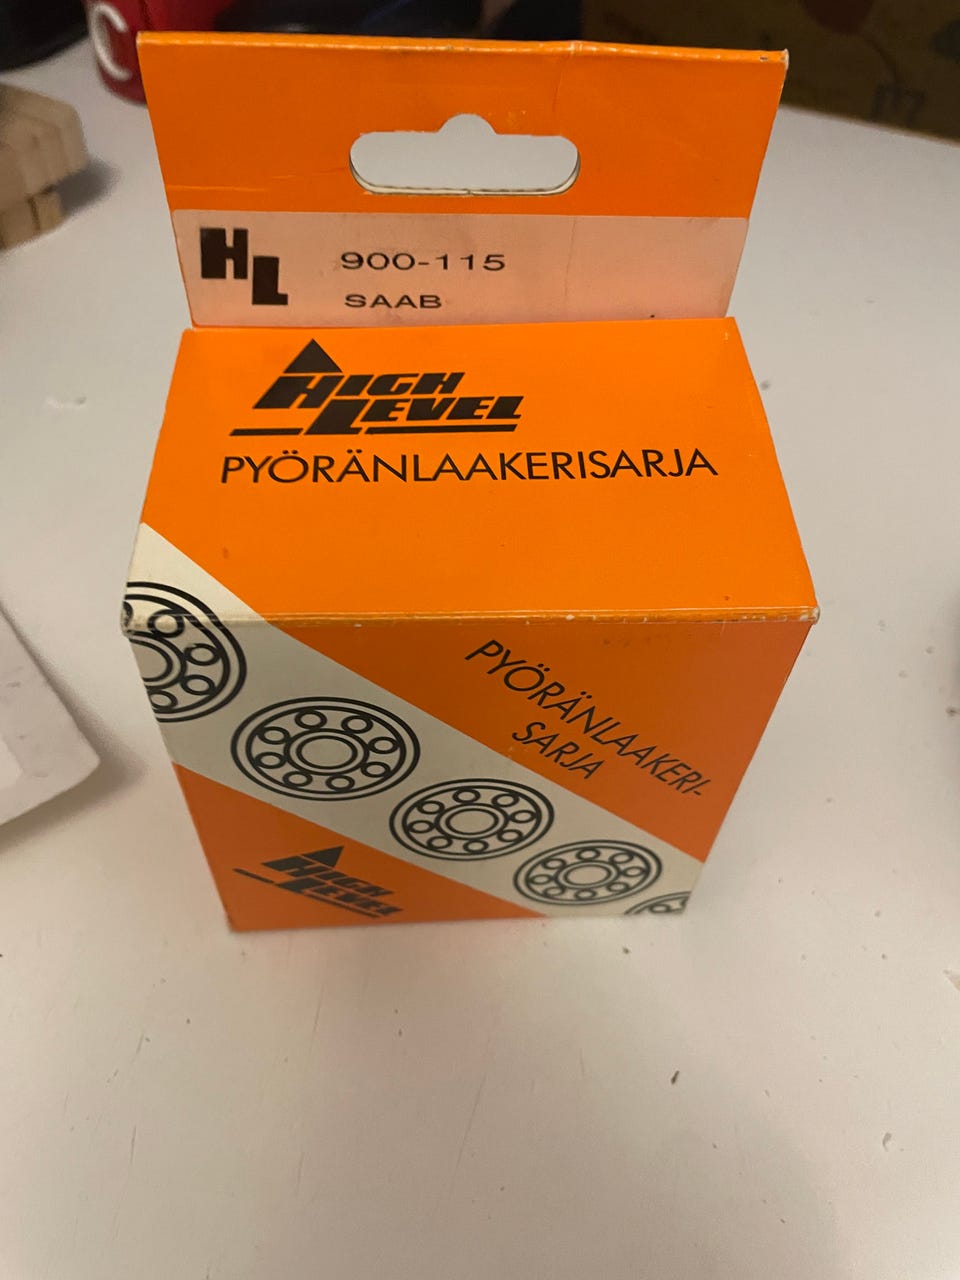 C
HL 900-115
SAAB
HIGH
LEVEL
PYÖRÄNLAAKERISARJA
PYÖRÄNLAAKERI-
SARJA
HIGH
LEVEL